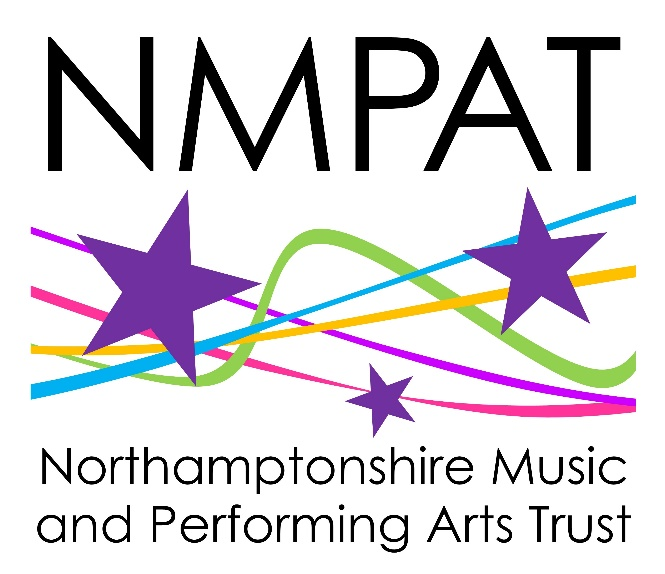 NMPAT
Northamptonshire Music
and Performing Arts Trust